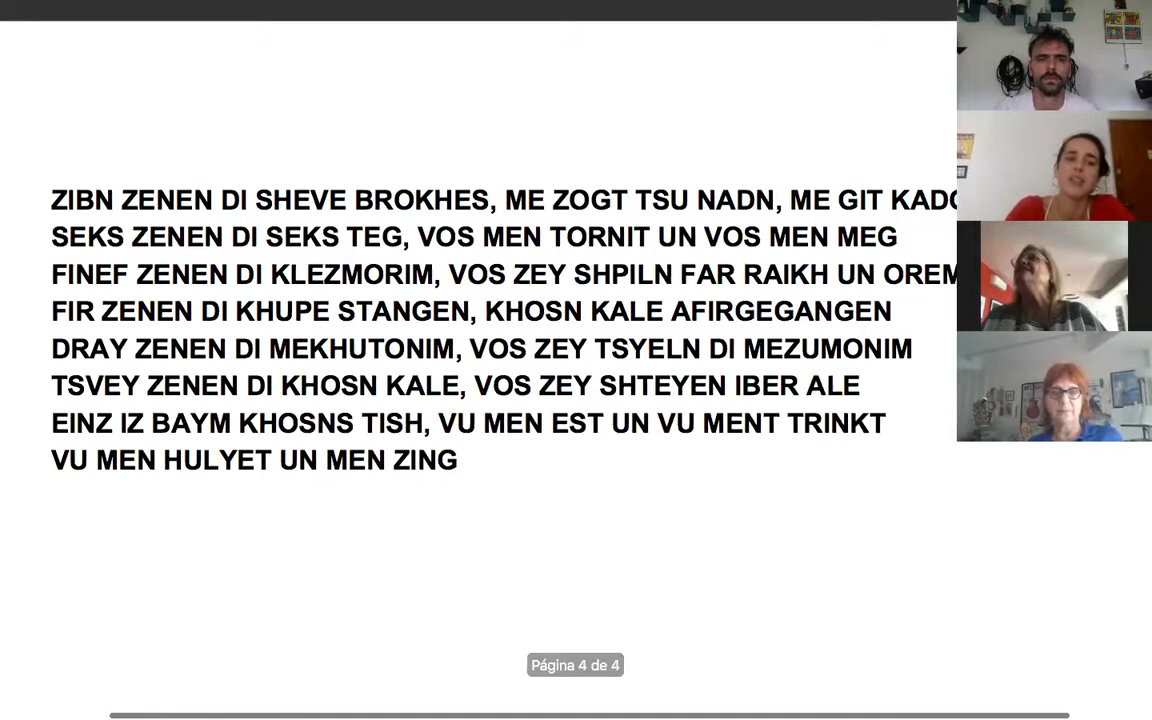 ZIBN ZENEN DI SHEVE BROKHES, ME ZOGT TSU NADN, ME GIT
SEKS ZENEN DI SEKS TEG, VOS MEN TORNIT UN VOS MEN MEG
FINEF ZENEN DI KLEZMORIM, VOS ZEY SHPILN FAR RAIKH UN OREM
FIR ZENEN DI KHUPE STANGEN, KHOSN KALE AFIRGEGANGEN
DRAY ZENEN DI MEKHUTONIM, VOS ZEY TSYELN DI MEZUMONIM
TSVEY ZENEN DI KHOSN KALE, VOS ZEY SHTEYEN IBER ALE
EINZ IZ BAYM KHOSNS TISH, VU MEN EST UN VU MENT TRINKT
VU MEN HULYET UN MEN ZING
Página 4 de 4